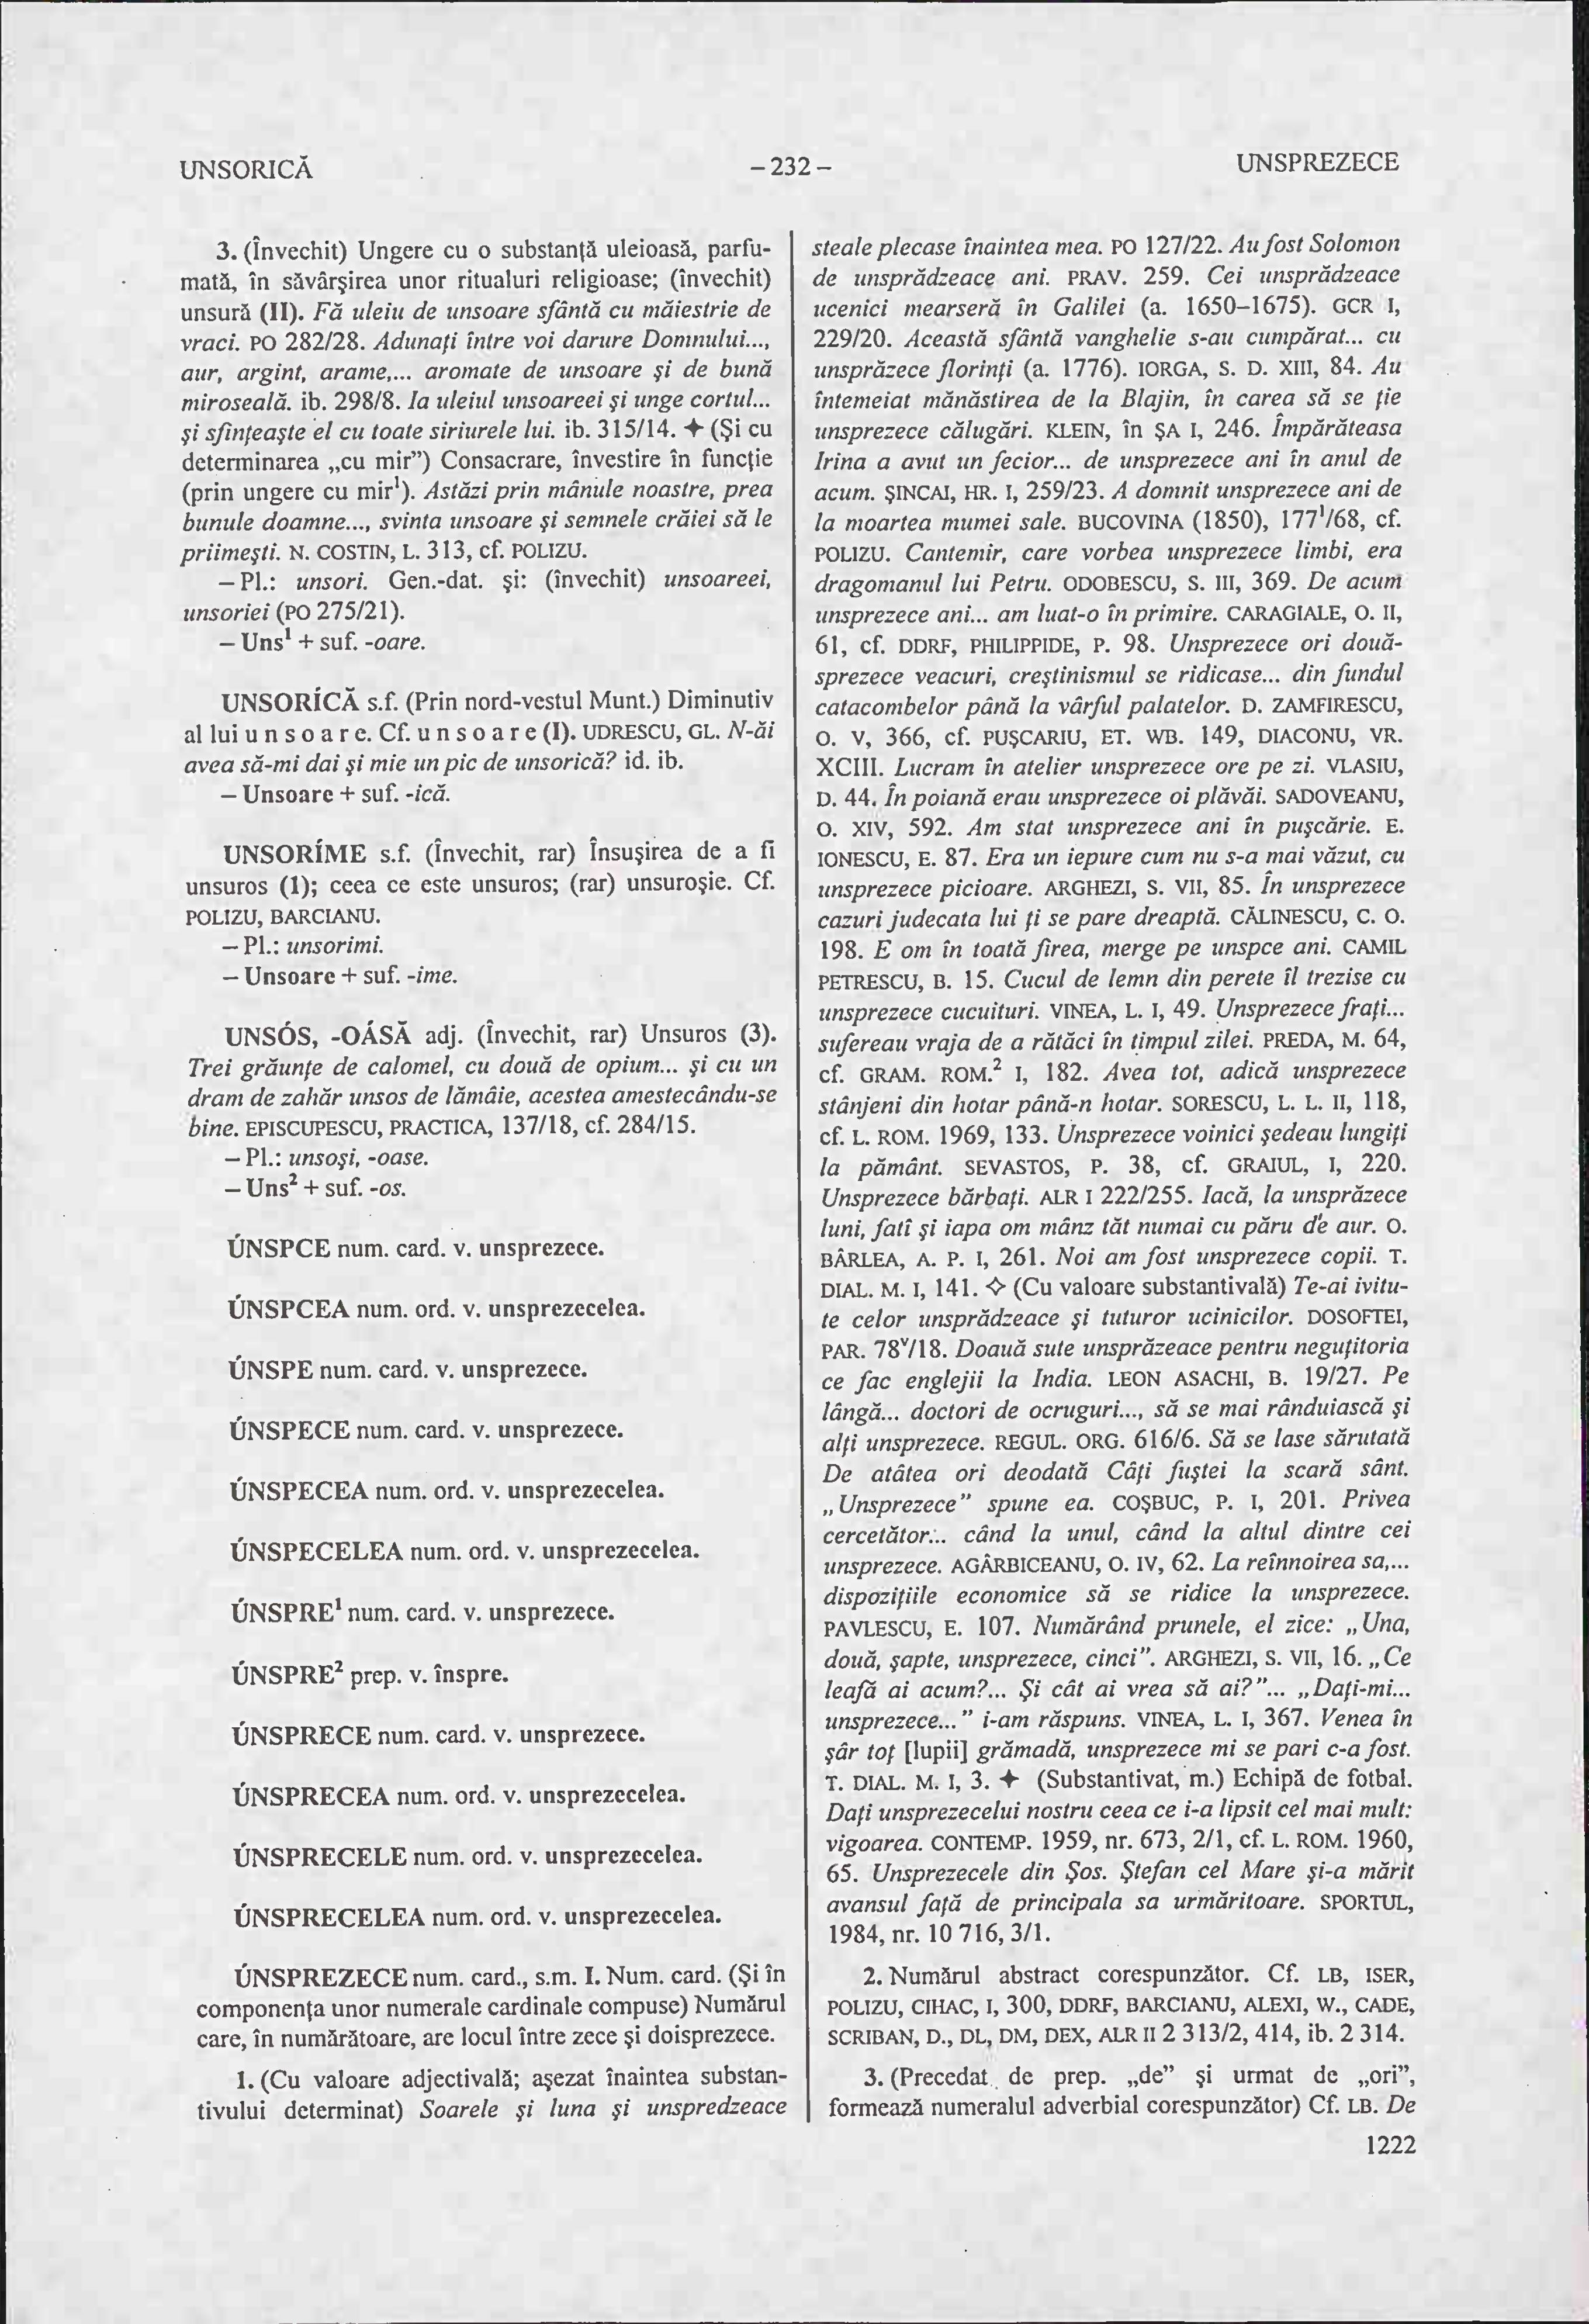 UNSORICĂ
– 232 –
UNSPREZECE
3. (Învechit) Ungere cu o substanţă uleioasă, parfu-
mată, în săvârşirea unor ritualuri religioase; (învechit)
unsură (II). Fă uleiu de unsoare sfântă cu măiestrie de
vraci. PO 282/28. Adunaţi între voi darure Domnului...,
aur, argint, arame,... aromate de unsoare şi de bună
miroseală. ib. 298/8. Ia uleiul unsoareei şi unge cortul...
şi sfinţeaşte el cu toate siriurele lui. ib. 315/14. ✦ (Şi cu
determinarea „cu mir”) Consacrare, învestire în funcţie
(prin ungere cu mir¹). Astăzi prin mânule noastre, prea
bunule doamne..., svinta unsoare şi semnele crăiei să le
priimeşti. N. COSTIN, L. 313, cf. POLIZU.
– Pl.: unsori. Gen.-dat. şi: (învechit) unsoareei,
unsoriei (PO 275/21).
– Uns¹ + suf. -oare.
UNSORÍCĂ s.f. (Prin nord-vestul Munt.) Diminutiv
al lui u n s o a r e. Cf. u n s o a r e (I). UDRESCU, GL. N-ăi
avea să-mi dai şi mie un pic de unsorică? id. ib.
– Unsoare + suf. -ică.
UNSORÍME s.f. (Învechit, rar) Însuşirea de a fi
unsuros (1); ceea ce este unsuros; (rar) unsuroşie. Cf.
POLIZU, BARCIANU.
– Pl.: unsorimi.
– Unsoare + suf. -ime.
UNSÓS, -OÁSĂ adj. (Învechit, rar) Unsuros (3).
Trei grăunţe de calomel, cu două de opium... şi cu un
dram de zahăr unsos de lămâie, acestea amestecându-se
bine. EPISCUPESCU, PRACTICA, 137/18, cf. 284/15.
– Pl.: unsoşi, -oase.
– Uns² + suf. -os.
ÚNSPCE num. card. v. unsprezece.
ÚNSPCEA num. ord. v. unsprezecelea.
ÚNSPE num. card. v. unsprezece.
ÚNSPECE num. card. v. unsprezece.
ÚNSPECEA num. ord. v. unsprezecelea.
ÚNSPECELEA num. ord. v. unsprezecelea.
ÚNSPRE¹ num. card. v. unsprezece.
ÚNSPRE² prep. v. înspre.
ÚNSPRECE num. card. v. unsprezece.
ÚNSPRECEA num. ord. v. unsprezecelea.
ÚNSPRECELE num. ord. v. unsprezecelea.
ÚNSPRECELEA num. ord. v. unsprezecelea.
ÚNSPREZECE num. card., s.m. I. Num. card. (Şi în
componenţa unor numerale cardinale compuse) Numărul
care, în numărătoare, are locul între zece şi doisprezece.
1. (Cu valoare adjectivală; aşezat înaintea substan-
tivului determinat) Soarele şi luna şi unspredzeace
steale plecase înaintea mea. PO 127/22. Au fost Solomon
de unsprădzeace ani. PRAV. 259. Cei unsprădzeace
ucenici mearseră în Galilei (a. 1650–1675). GCR I,
229/20. Această sfântă vanghelie s-au cumpărat... cu
unsprăzece florinţi (a. 1776). IORGA, S. D. XIII, 84. Au
întemeiat mănăstirea de la Blajin, în carea să se ţie
unsprezece călugări. KLEIN, în ŞA I, 246. Împărăteasa
Irina a avut un fecior... de unsprezece ani în anul de
acum. ŞINCAI, HR. I, 259/23. A domnit unsprezece ani de
la moartea mumei sale. BUCOVINA (1850), 177¹/68, cf.
POLIZU. Cantemir, care vorbea unsprezece limbi, era
dragomanul lui Petru. ODOBESCU, S. III, 369. De acum
unsprezece ani... am luat-o în primire. CARAGIALE, O. II,
61, cf. DDRF, PHILIPPIDE, P. 98. Unsprezece ori două-
sprezece veacuri, creştinismul se ridicase... din fundul
catacombelor până la vârful palatelor. D. ZAMFIRESCU,
O. V, 366, cf. PUŞCARIU, ET. WB. 149, DIACONU, VR.
XCIII. Lucram în atelier unsprezece ore pe zi. VLASIU,
D. 44. În poiană erau unsprezece oi plăvăi. SADOVEANU,
O. XIV, 592. Am stat unsprezece ani în puşcărie. E.
IONESCU, E. 87. Era un iepure cum nu s-a mai văzut, cu
unsprezece picioare. ARGHEZI, S. VII, 85. În unsprezece
cazuri judecata lui ţi se pare dreaptă. CĂLINESCU, C. O.
198. E om în toată firea, merge pe unspce ani. CAMIL
PETRESCU, B. 15. Cucul de lemn din perete îl trezise cu
unsprezece cucuituri. VINEA, L. I, 49. Unsprezece fraţi...
sufereau vraja de a rătăci în timpul zilei. PREDA, M. 64,
cf. GRAM. ROM.² I, 182. Avea tot, adică unsprezece
stânjeni din hotar până-n hotar. SORESCU, L. L. II, 118,
cf. L. ROM. 1969, 133. Unsprezece voinici şedeau lungiţi
la pământ. SEVASTOS, P. 38, cf. GRAIUL, I, 220.
Unsprezece bărbaţi. ALR I 222/255. Iacă, la unsprăzece
luni, fatî şi iapa om mânz tăt numai cu păru d'e aur. O.
BÂRLEA, A. P. I, 261. Noi am fost unsprezece copii. T.
DIAL. M. I, 141. ✧ (Cu valoare substantivală) Te-ai ivitu-
te celor unsprădzeace şi tuturor ucinicilor. DOSOFTEI,
PAR. 78ᵛ/18. Doauă sute unsprăzeace pentru neguţitoria
ce fac englejii la India. LEON ASACHI, B. 19/27. Pe
lângă... doctori de ocruguri..., să se mai rânduiască şi
alţi unsprezece. REGUL. ORG. 616/6. Să se lase sărutată
De atâtea ori deodată Câţi fuştei la scară sânt.
„Unsprezece” spune ea. COŞBUC, P. I, 201. Privea
cercetător... când la unul, când la altul dintre cei
unsprezece. AGÂRBICEANU, O. IV, 62. La reînnoirea sa,...
dispoziţiile economice să se ridice la unsprezece.
PAVLESCU, E. 107. Numărând prunele, el zice: „Una,
două, şapte, unsprezece, cinci”. ARGHEZI, S. VII, 16. „Ce
leafă ai acum?... Şi cât ai vrea să ai?”... „Daţi-mi...
unsprezece...” i-am răspuns. VINEA, L. I, 367. Venea în
şâr toţ [lupii] grămadă, unsprezece mi se pari c-a fost.
T. DIAL. M. I, 3. ✦ (Substantivat, m.) Echipă de fotbal.
Daţi unsprezecelui nostru ceea ce i-a lipsit cel mai mult:
vigoarea. CONTEMP. 1959, nr. 673, 2/1, cf. L. ROM. 1960,
65. Unsprezecele din Şos. Ştefan cel Mare şi-a mărit
avansul faţă de principala sa urmăritoare. SPORTUL,
1984, nr. 10 716, 3/1.
2. Numărul abstract corespunzător. Cf. LB, ISER,
POLIZU, CIHAC, I, 300, DDRF, BARCIANU, ALEXI, W., CADE,
SCRIBAN, D., DL, DM, DEX, ALR II 2 313/2, 414, ib. 2 314.
3. (Precedat de prep. „de” şi urmat de „ori”,
formează numeralul adverbial corespunzător) Cf. LB. De
1222